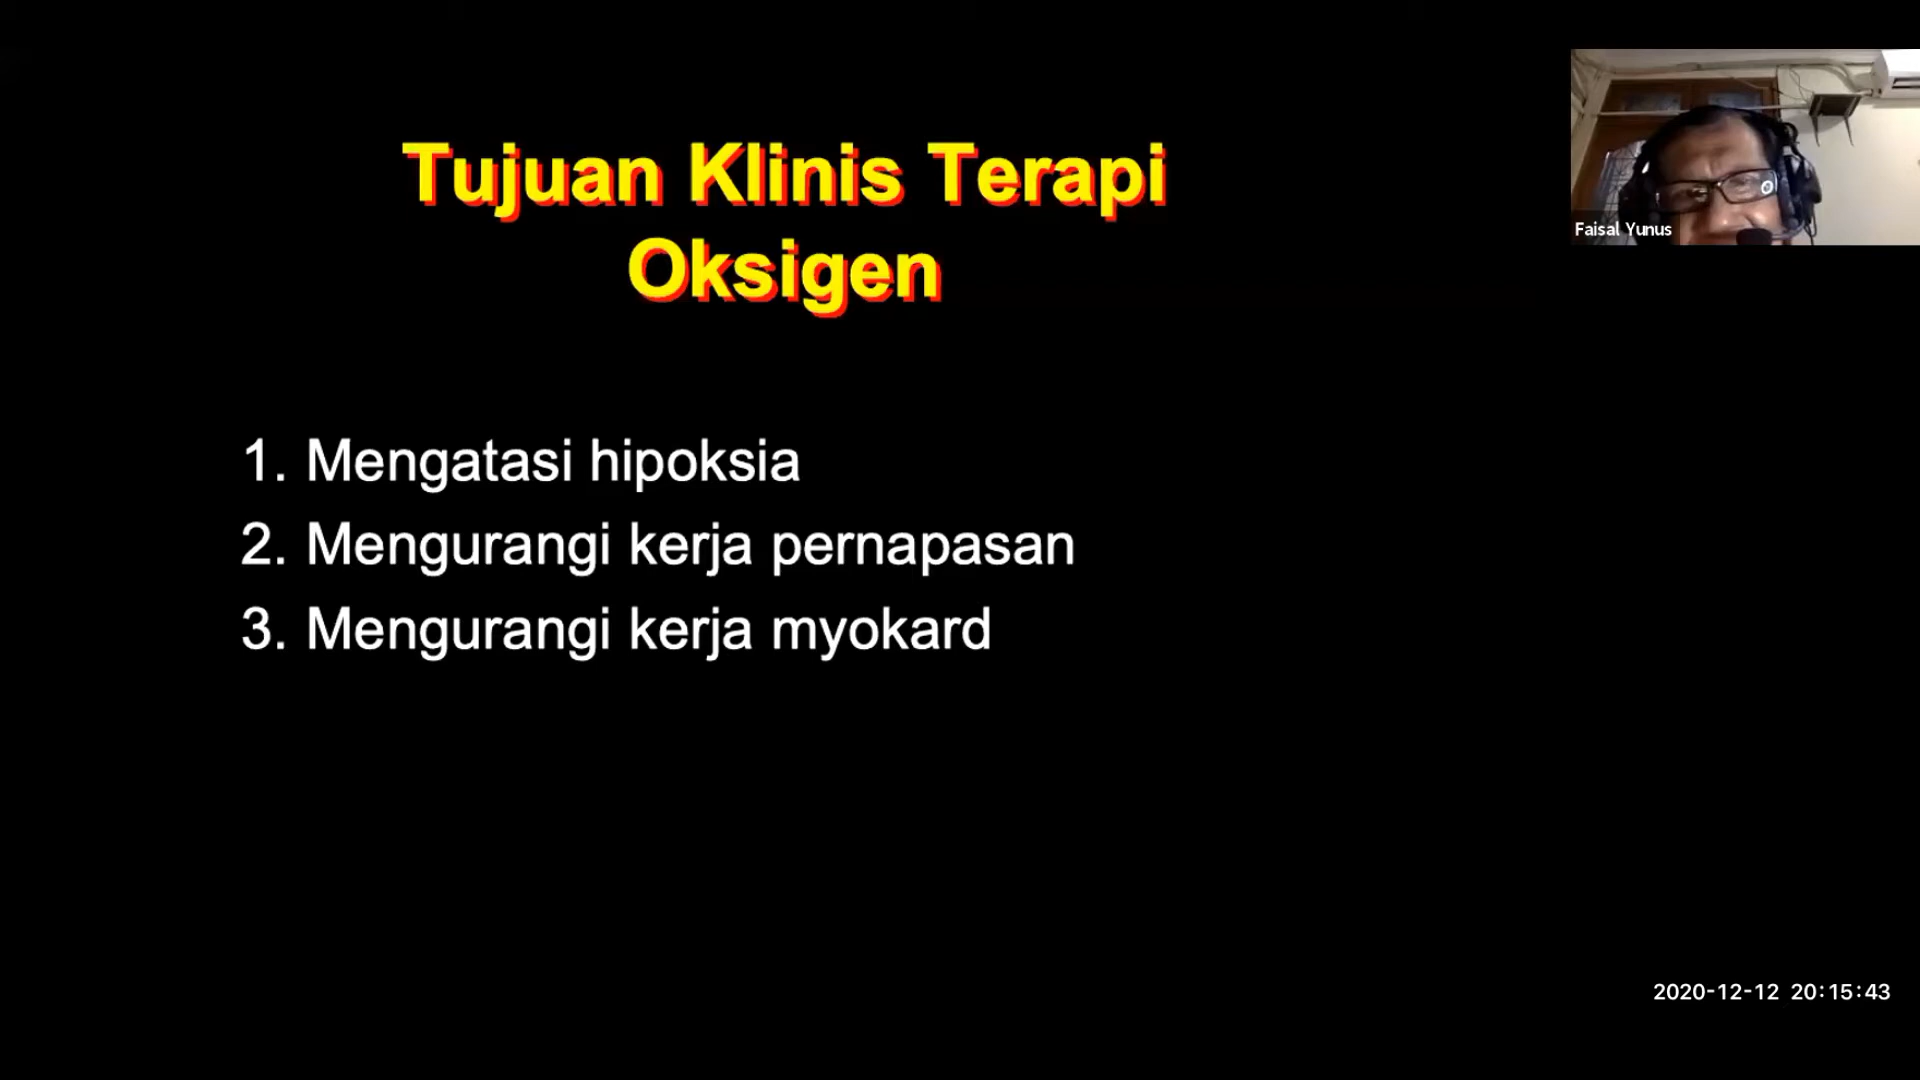 Tujuan Klinis Terapi
Oksigen
1. Mengatasi hipoksia
2. Mengurangi kerja pernapasan
3. Mengurangi kerja myokard
Faisal Yunus
2020-12-12 20:15:43